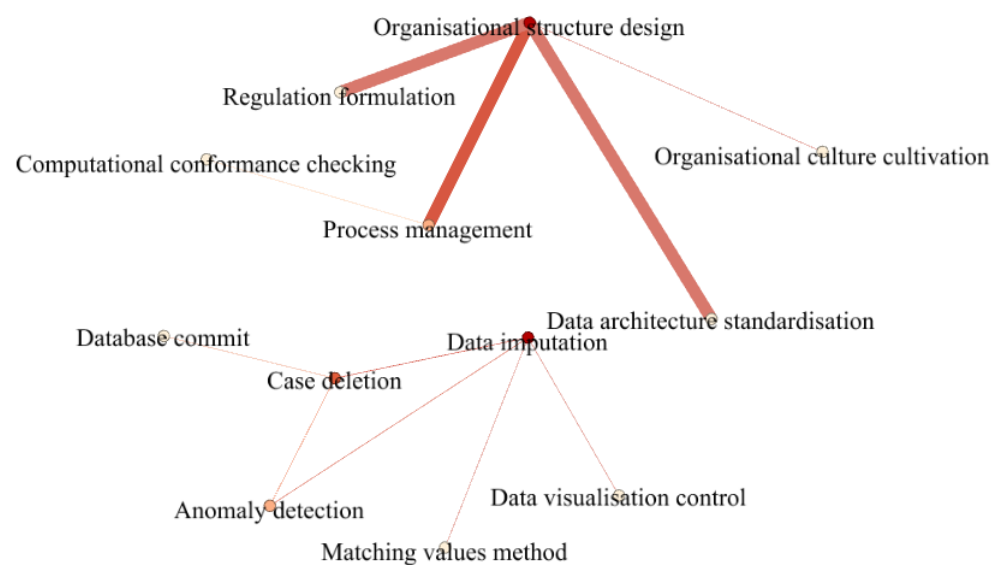 Organisational structure design
Regulation formulation
Organisational culture cultivation
Computational conformance checking
Process management
Data architecture standardisation
Database commit
Data imputation
Case deletion
Data visualisation control
Anomaly detection
Matching values method